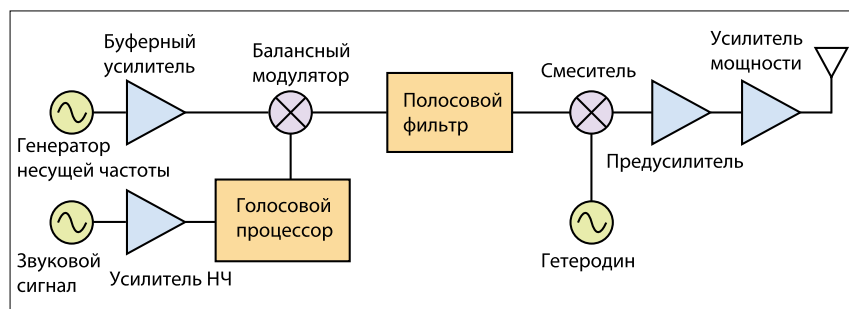 Буферный
усилитель
Балансный
модулятор
Усилитель
мощности
Смеситель
Полосовой
фильтр
Генератор
несущей частоты
Предусилитель
Голосовой
процессор
Звуковой
сигнал
Усилитель НЧ
Гетеродин